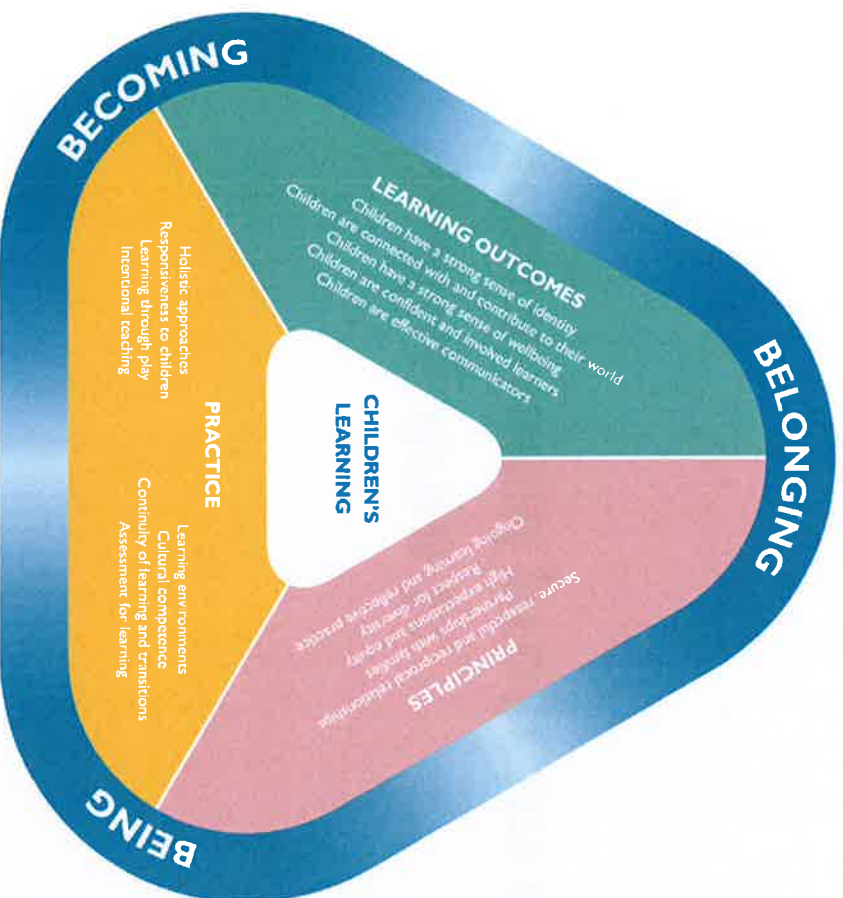 BELONGING
BECOMING
BEING
LEARNING OUTCOMES
Children have a strong sense of identity
Children are connected with and contribute to their world
Children have a strong sense of wellbeing
Children are confident and involved learners
Children are effective communicators
PRINCIPLES
Secure, respectful and reciprocal relationships
Partnerships with families
High expectations and equity
Respect for diversity
Ongoing learning and reflective practice
CHILDREN'S
LEARNING
PRACTICE
Holistic approaches
Responsiveness to children
Learning through play
Intentional teaching
Learning environments
Cultural competence
Continuity of learning and transitions
Assessment for learning